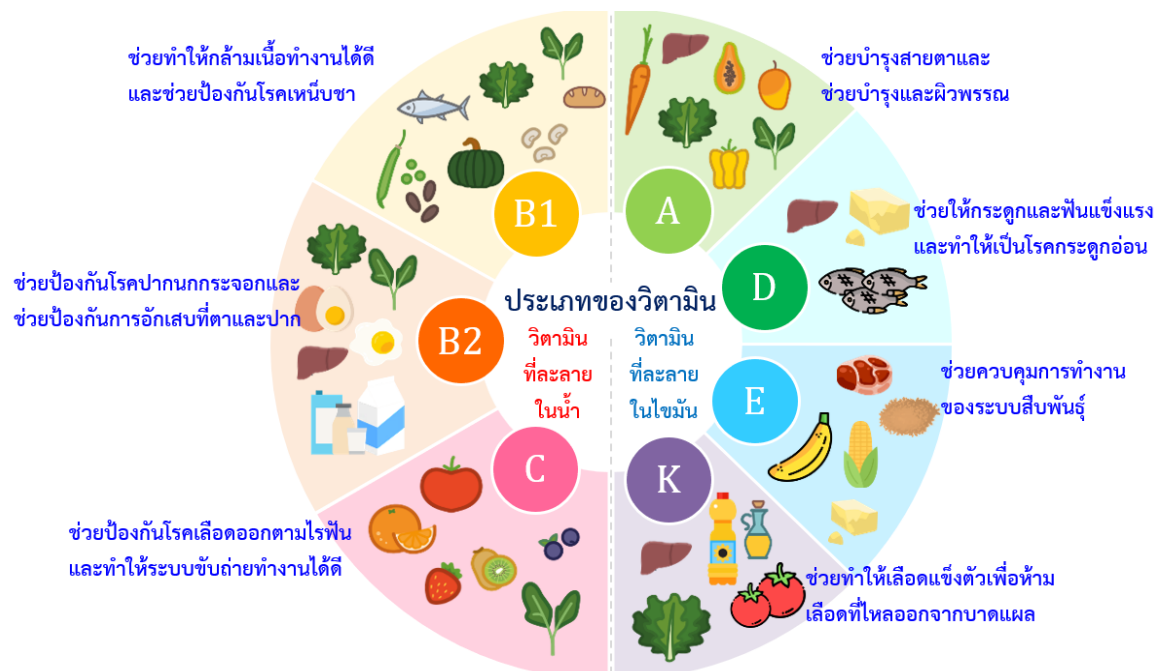 ประเภทของวิตามิน
วิตามิน
ที่ละลาย
ในน้ำ
วิตามิน
ที่ละลาย
ในไขมัน
B1
ช่วยทำให้กล้ามเนื้อทำงานได้ดี
และช่วยป้องกันโรคเหน็บชา
B2
ช่วยป้องกันโรคปากนกกระจอกและ
ช่วยป้องกันการอักเสบที่ตาและปาก
C
ช่วยป้องกันโรคเลือดออกตามไรฟัน
และทำให้ระบบขับถ่ายทำงานได้ดี
A
ช่วยบำรุงสายตาและ
ช่วยบำรุงและผิวพรรณ
D
ช่วยให้กระดูกและฟันแข็งแรง
และทำให้เป็นโรคกระดูกอ่อน
E
ช่วยควบคุมการทำงาน
ของระบบสืบพันธุ์
K
ช่วยทำให้เลือดแข็งตัวเพื่อห้าม
เลือดที่ไหลออกจากบาดแผล